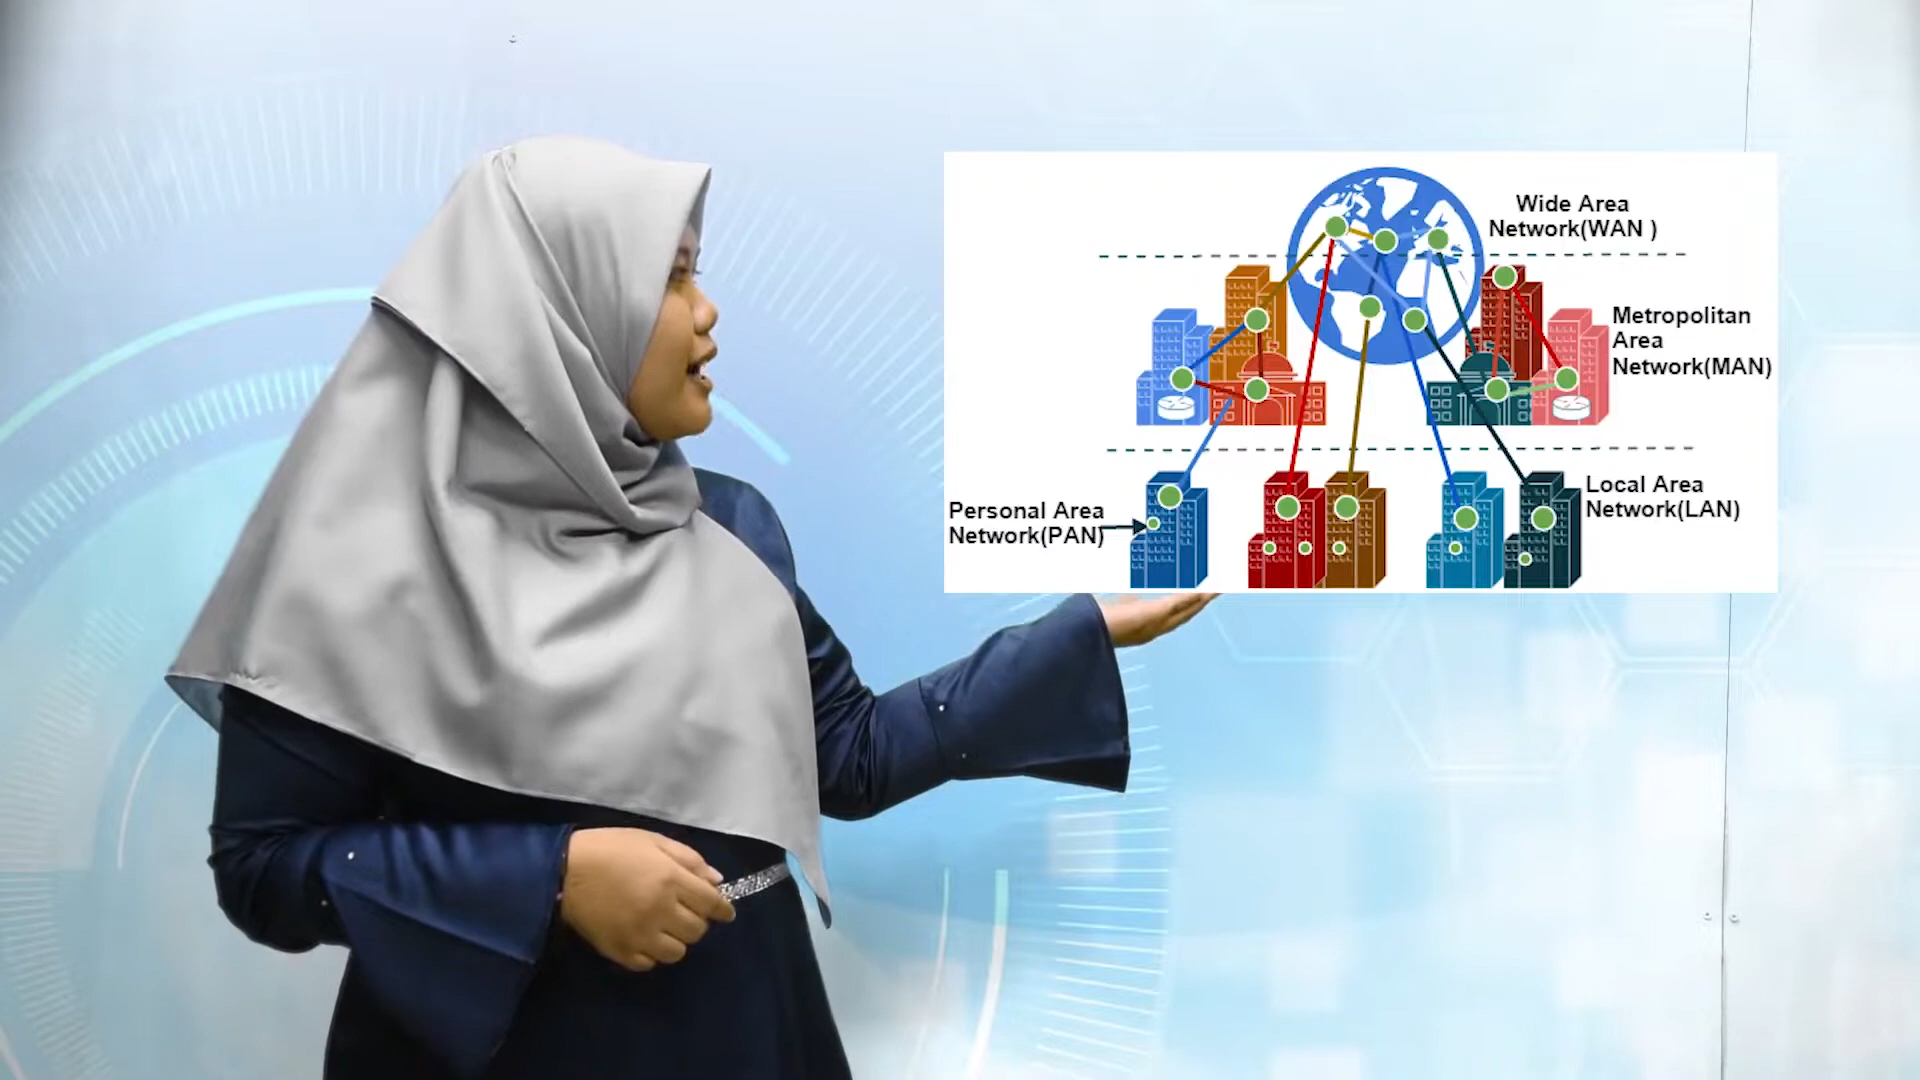 Wide Area
Network(WAN )
Metropolitan
Area
Network(MAN)
Local Area
Network(LAN)
Personal Area
Network(PAN)